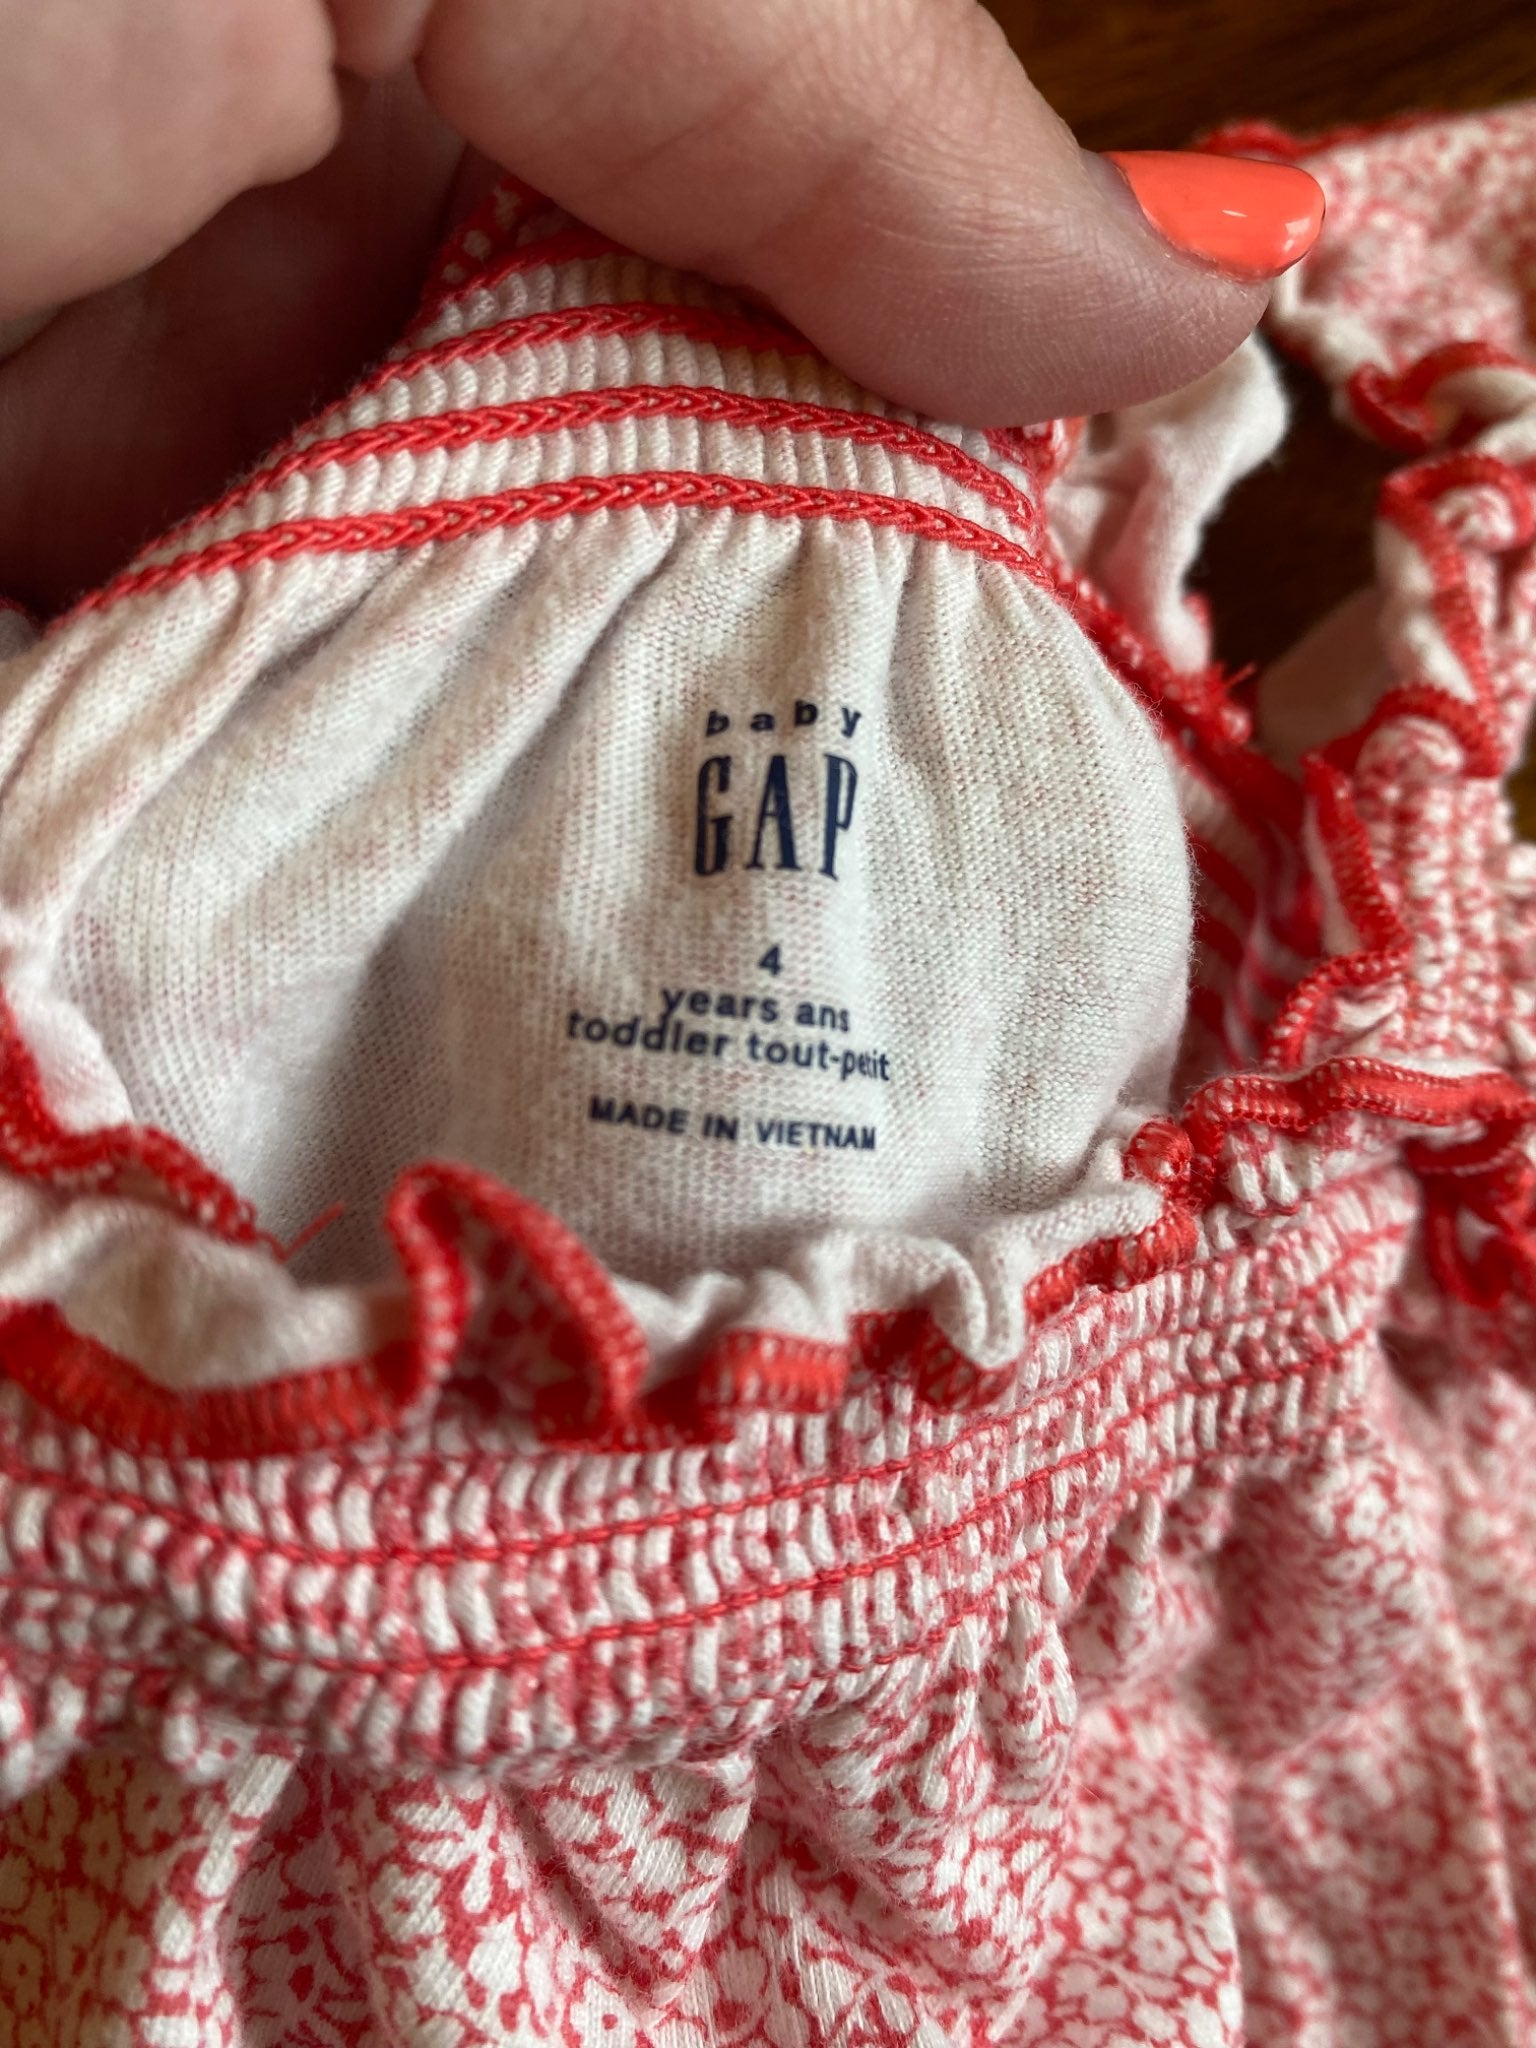 baby
GAP
4
years ans
toddler tout-petit
MADE IN VIETNAM